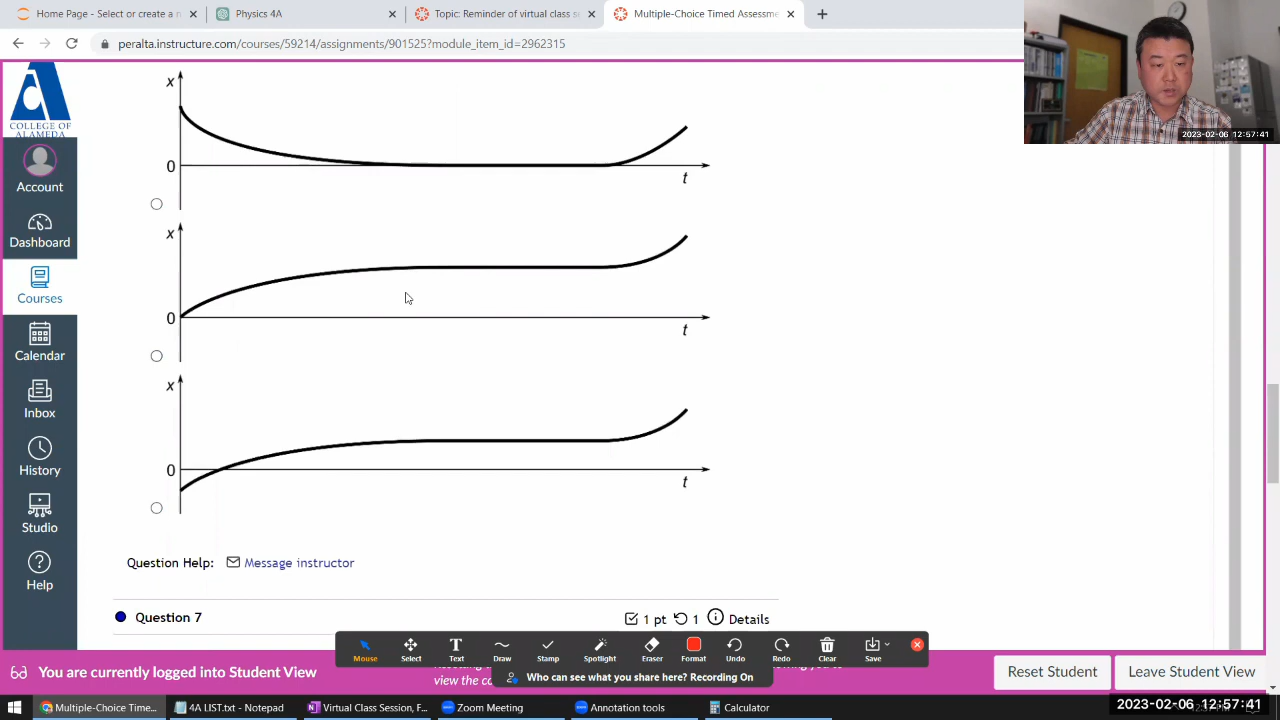 Home Page - Select or create a n
Physics 4A
Topic: Reminder of virtual class s
Multiple-Choice Timed Assessme
peralta.instructure.com/courses/59214/assignments/901525?module_item_id=2962315
2023-02-06 12:57:41
COLLEGE OF
ALAMEDA
Account
Dashboard
Courses
Calendar
Inbox
History
Studio
Help
x
0
t
x
0
t
x
0
t
Question Help: Message instructor
Question 7
1 pt 1 Details
Mouse Select Text Draw Stamp Spotlight Eraser Format Undo Redo Clear Save
You are currently logged into Student View
view the co
Who can see what you share here? Recording On
Reset Student
Leave Student View
Multiple-Choice Time...
4A LIST.txt - Notepad
Virtual Class Session, F...
Zoom Meeting
Annotation tools
Calculator
2023-02-06 12:57:41